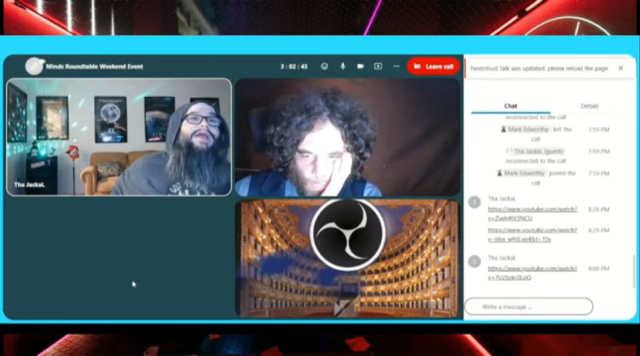 Minds Roundtable Weekend Event
3:02:45
Leave call
Nextcloud Talk was updated, please reload the page
Chat
Details
reconnected to the call
Mark Edworthy left the
call
7:59 PM
Tha JackaL (guest)
reconnected to the call
7:59 PM
Mark Edworthy joined the
call
7:59 PM
Tha JackaL
https://www.youtube.com/watch?
8:26 PM
https://www.youtube.com/watch?
8:29 PM
Tha JackaL
https://www.youtube.com/watch?
9:00 PM
Write a message ...
Tha JackaL